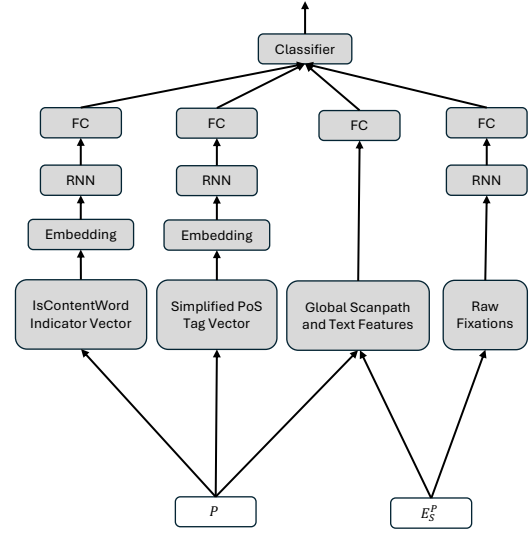 Classifier
FC
FC
FC
FC
RNN
RNN
RNN
Embedding
Embedding
IsContentWord
Indicator Vector
Simplified PoS
Tag Vector
Global Scanpath
and Text Features
Raw
Fixations
P
E_S^P